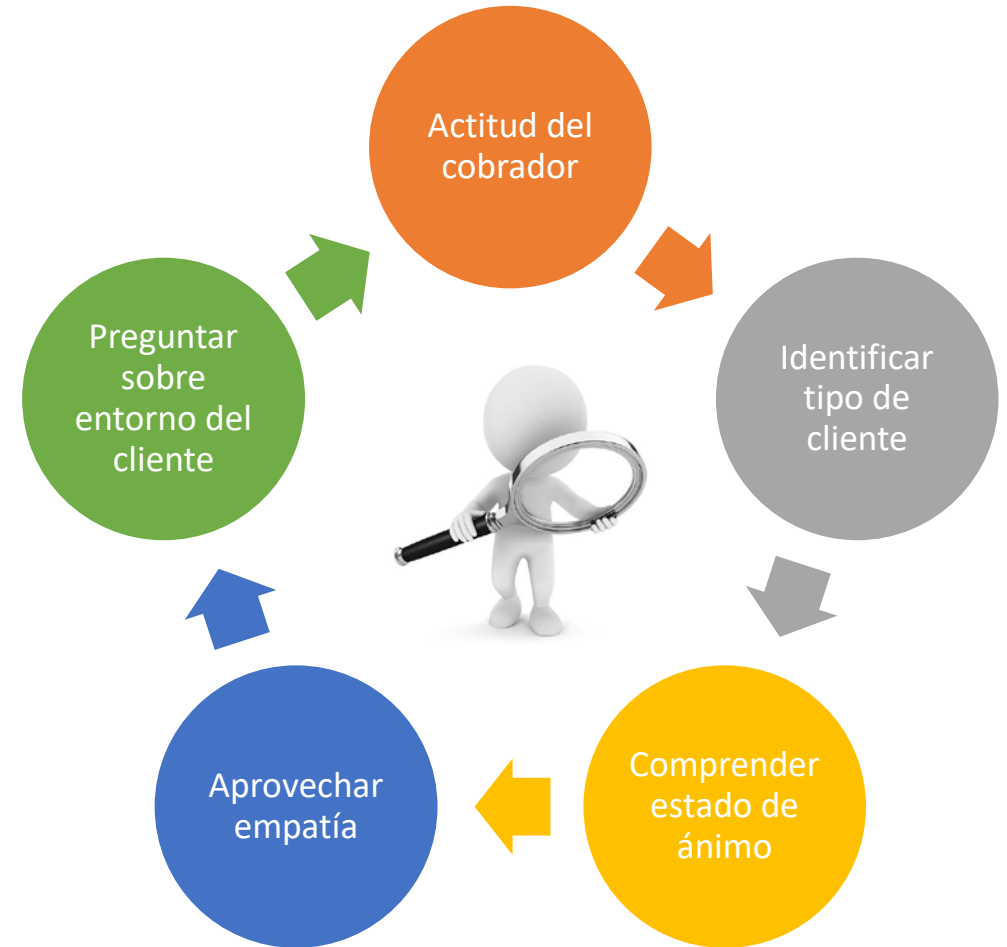 Actitud del
cobrador
Identificar
tipo de
cliente
Comprender
estado de
ánimo
Aprovechar
empatía
Preguntar
sobre
entorno del
cliente